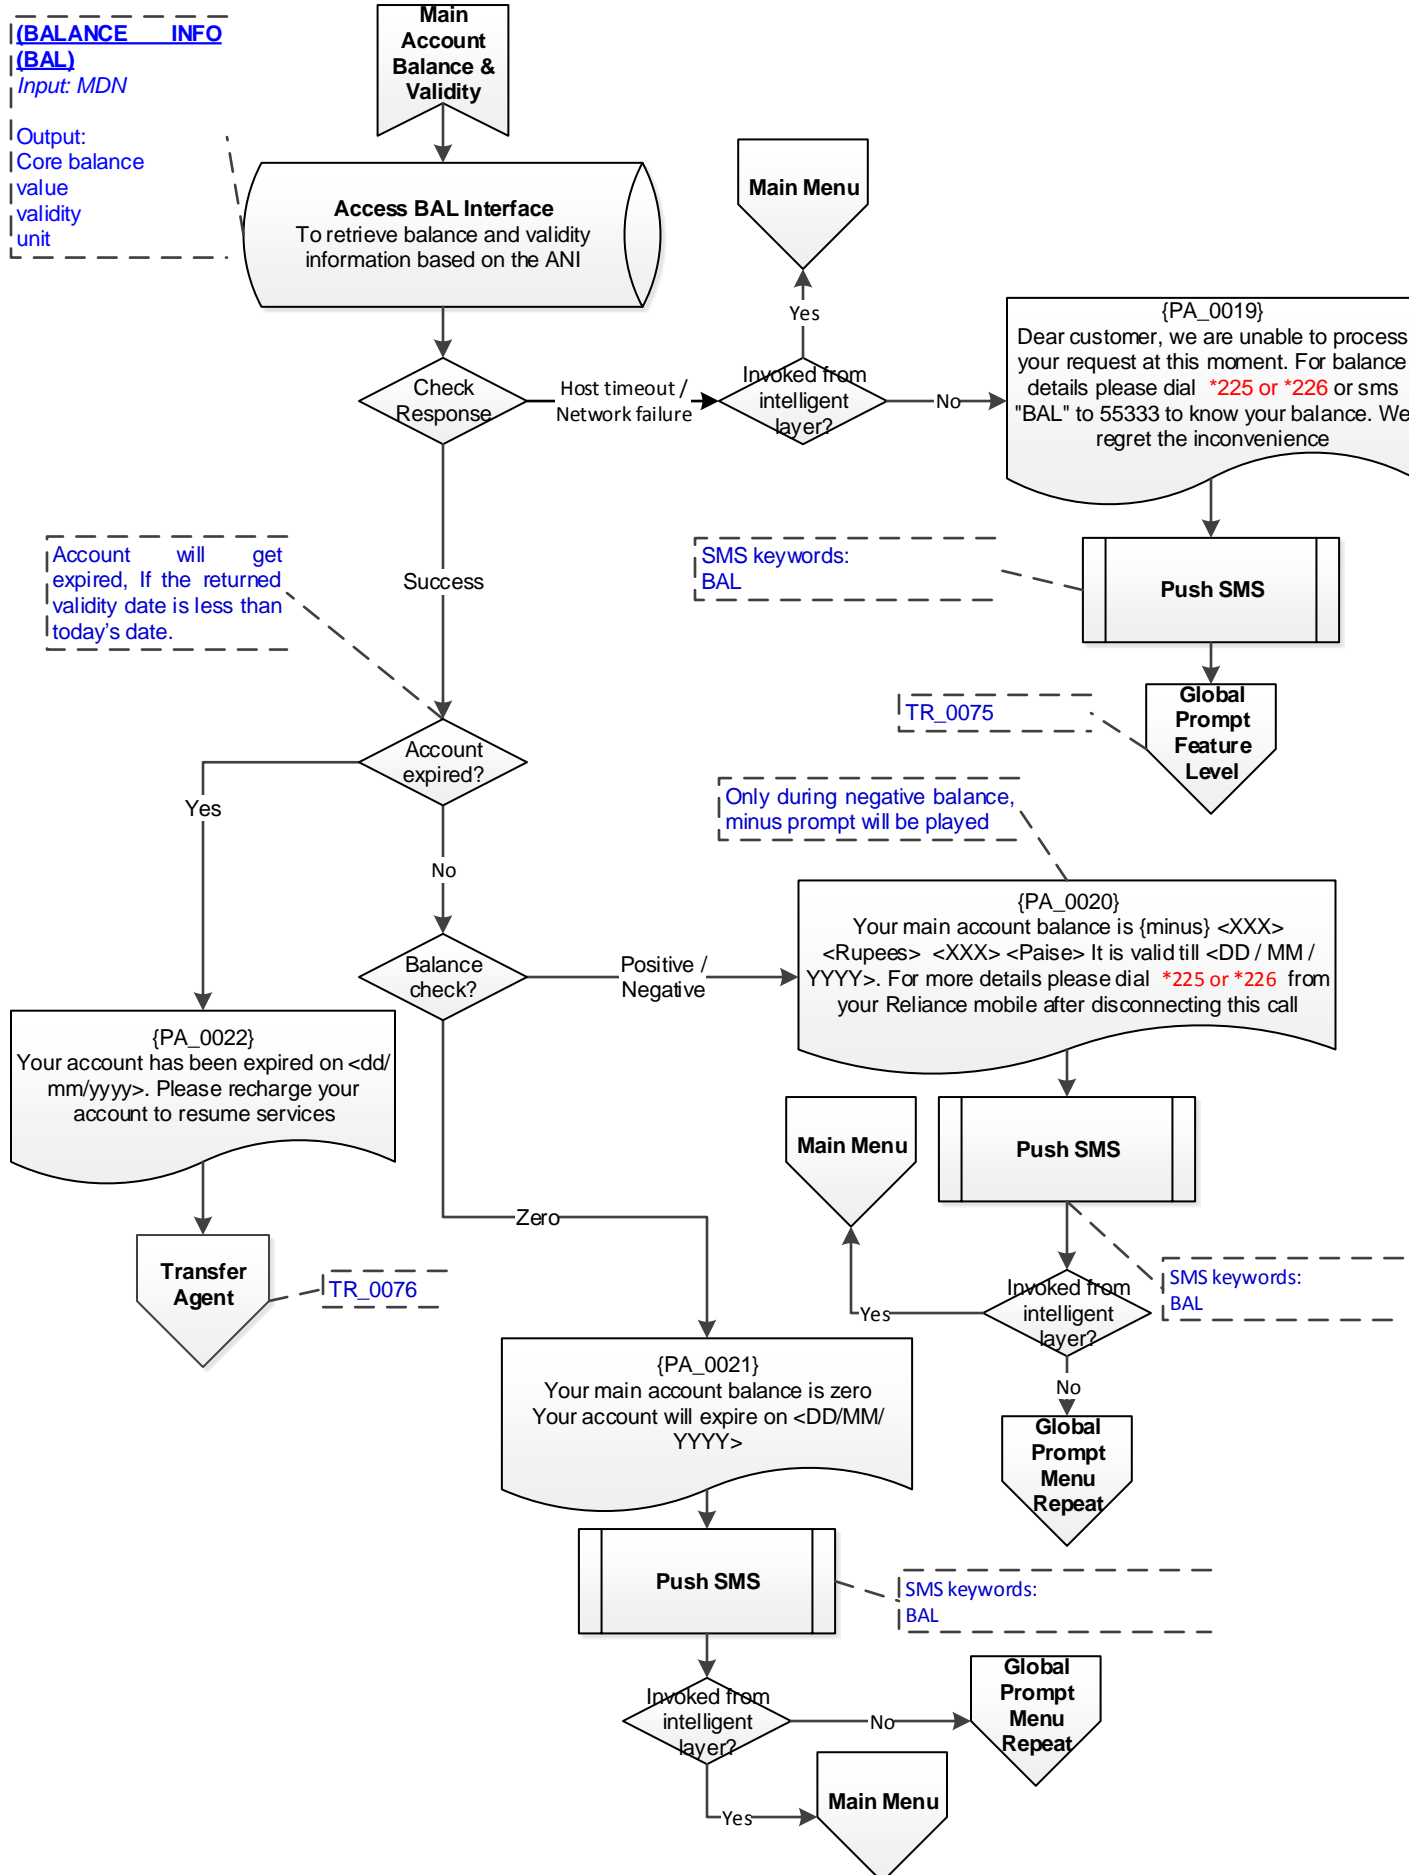 (BALANCE INFO
(BAL)
Input: MDN
Output:
Core balance
value
validity
unit
Main
Account
Balance &
Validity
Access BAL Interface
To retrieve balance and validity
information based on the ANI
Main Menu
Yes
Check
Response
Host timeout /
Network failure
Invoked from
intelligent
layer?
No
{PA_0019}
Dear customer, we are unable to process
your request at this moment. For balance
details please dial *225 or *226 or sms
"BAL" to 55333 to know your balance. We
regret the inconvenience
Success
Account will get
expired, If the returned
validity date is less than
today's date.
SMS keywords:
BAL
Push SMS
TR_0075
Global
Prompt
Feature
Level
Account
expired?
Yes
No
Only during negative balance,
minus prompt will be played
Balance
check?
Positive /
Negative
{PA_0020}
Your main account balance is {minus} <XXX>
<Rupees> <XXX> <Paise> It is valid till <DD / MM /
YYYY>. For more details please dial *225 or *226 from
your Reliance mobile after disconnecting this call
{PA_0022}
Your account has been expired on <dd/
mm/yyyy>. Please recharge your
account to resume services
Main Menu
Push SMS
Zero
Transfer
Agent
TR_0076
Yes
Invoked from
intelligent
layer?
SMS keywords:
BAL
No
{PA_0021}
Your main account balance is zero
Your account will expire on <DD/MM/
YYYY>
Global
Prompt
Menu
Repeat
Push SMS
SMS keywords:
BAL
Invoked from
intelligent
layer?
No
Global
Prompt
Menu
Repeat
Yes
Main Menu